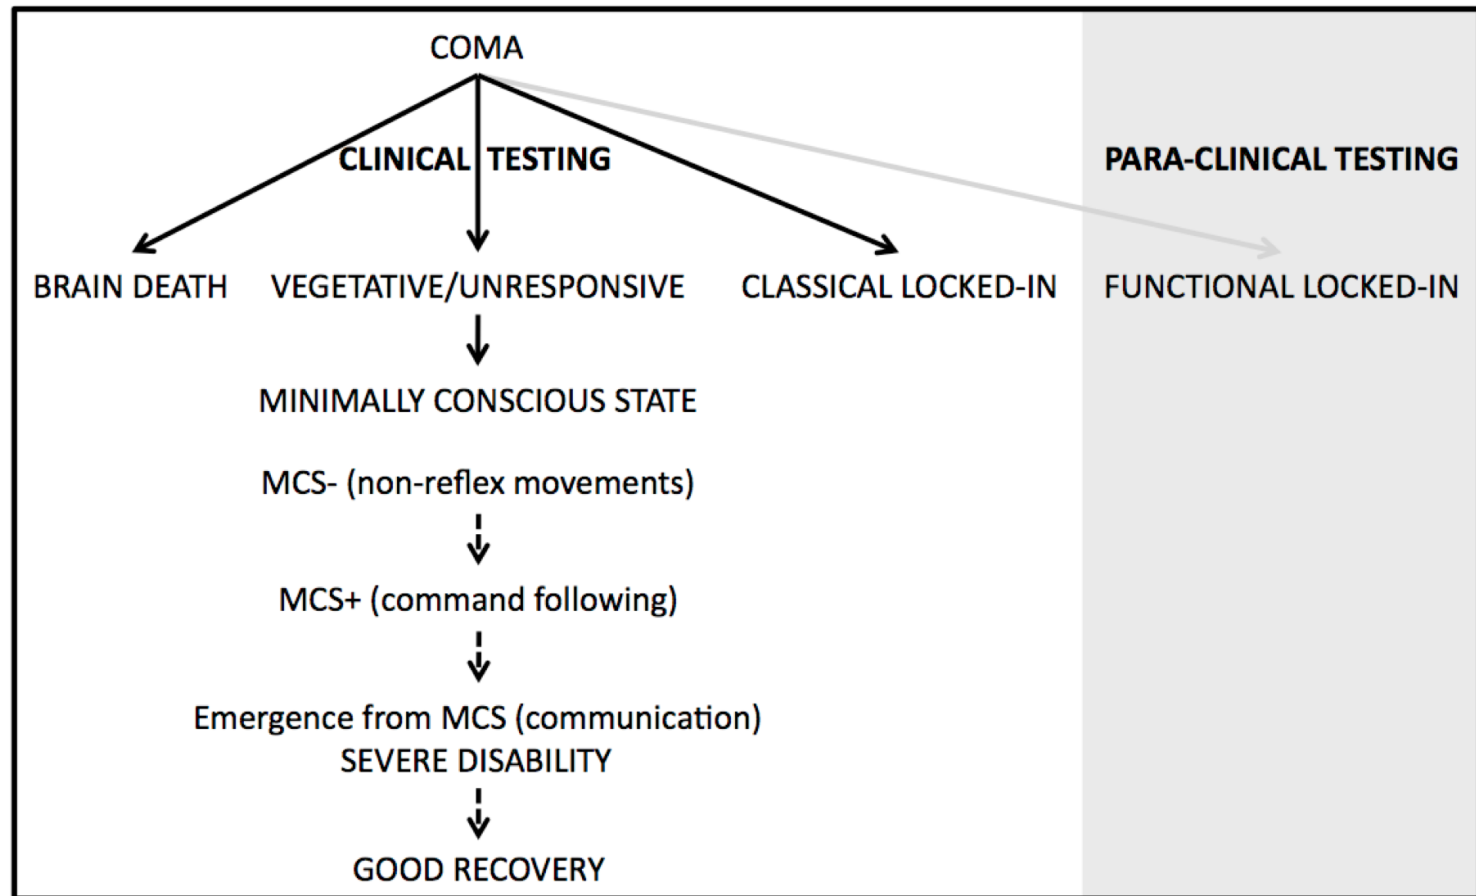 COMA
CLINICAL TESTING
PARA-CLINICAL TESTING
BRAIN DEATH
VEGETATIVE/UNRESPONSIVE
CLASSICAL LOCKED-IN
FUNCTIONAL LOCKED-IN
MINIMALLY CONSCIOUS STATE
MCS- (non-reflex movements)
MCS+ (command following)
Emergence from MCS (communication)
SEVERE DISABILITY
GOOD RECOVERY